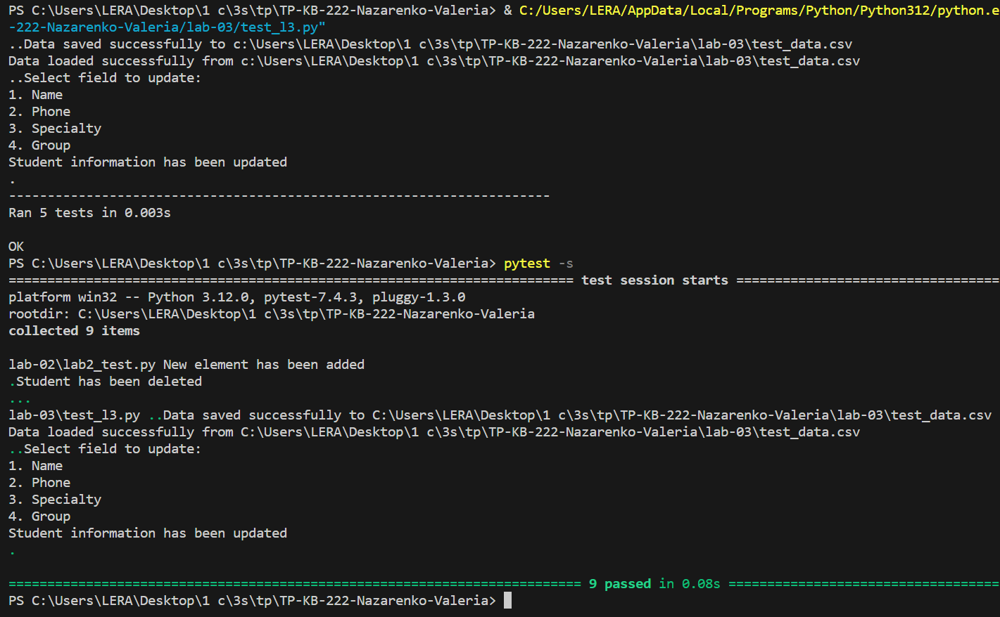 PS C:\Users\LERA\Desktop\1 c\3s\tp\TP-KB-222-Nazarenko-Valeria> & C:/Users/LERA/AppData/Local/Programs/Python/Python312/python.e
-222-Nazarenko-Valeria/lab-03/test_l3.py"
..Data saved successfully to c:\Users\LERA\Desktop\1 c\3s\tp\TP-KB-222-Nazarenko-Valeria\lab-03\test_data.csv
Data loaded successfully from c:\Users\LERA\Desktop\1 c\3s\tp\TP-KB-222-Nazarenko-Valeria\lab-03\test_data.csv
..Select field to update:
1. Name
2. Phone
3. Specialty
4. Group
Student information has been updated
.
----------------------------------------------------------------------
Ran 5 tests in 0.003s

OK
PS C:\Users\LERA\Desktop\1 c\3s\tp\TP-KB-222-Nazarenko-Valeria> pytest -s
========================================================================= test session starts ==================================
platform win32 -- Python 3.12.0, pytest-7.4.3, pluggy-1.3.0
rootdir: C:\Users\LERA\Desktop\1 c\3s\tp\TP-KB-222-Nazarenko-Valeria
collected 9 items

lab-02\lab2_test.py New element has been added
.Student has been deleted
...
lab-03\test_l3.py ..Data saved successfully to C:\Users\LERA\Desktop\1 c\3s\tp\TP-KB-222-Nazarenko-Valeria\lab-03\test_data.csv
Data loaded successfully from C:\Users\LERA\Desktop\1 c\3s\tp\TP-KB-222-Nazarenko-Valeria\lab-03\test_data.csv
..Select field to update:
1. Name
2. Phone
3. Specialty
4. Group
Student information has been updated
.

========================================================================== 9 passed in 0.08s ===================================
PS C:\Users\LERA\Desktop\1 c\3s\tp\TP-KB-222-Nazarenko-Valeria>